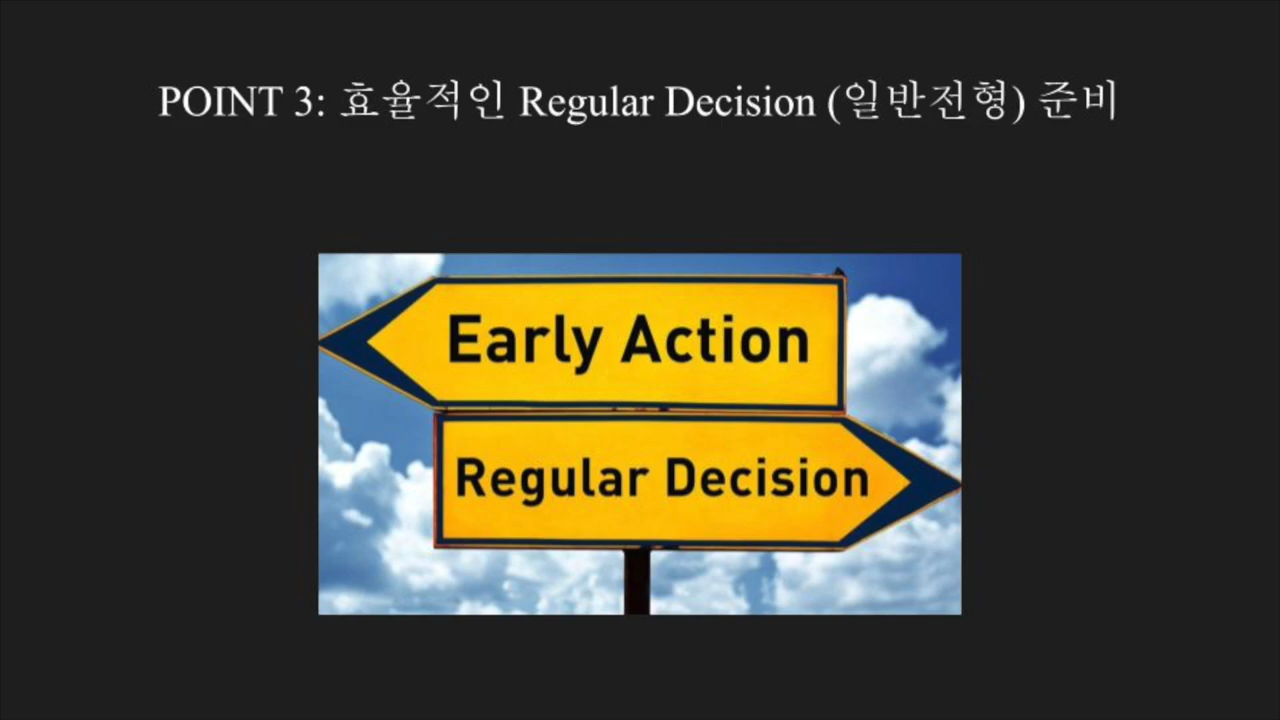 POINT 3: 효율적인 Regular Decision (일반전형) 준비
Early Action
Regular Decision